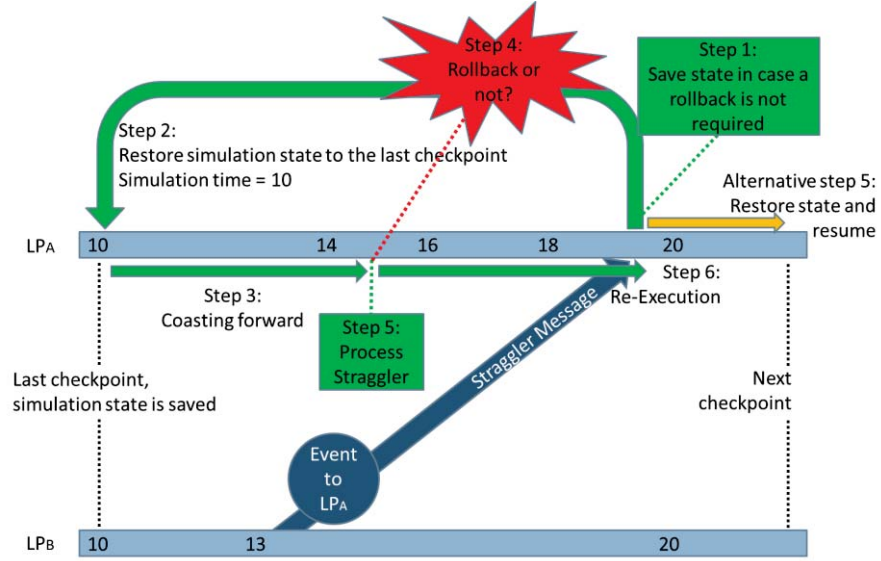 Step 4:
Rollback or
not?
Step 1:
Save state in case a
rollback is not
required
Step 2:
Restore simulation state to the last checkpoint
Simulation time = 10
Alternative step 5:
Restore state and
resume
LPA
10 14 16 18 20
Step 3:
Coasting forward
Step 5:
Process
Straggler
Step 6:
Re-Execution
Straggler Message
Last checkpoint,
simulation state is saved
Next
checkpoint
Event
to
LPA
LPB
10 13 20